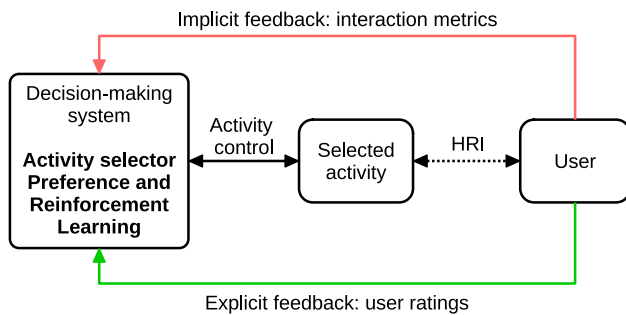 Implicit feedback: interaction metrics
Decision-making
system
Activity selector
Preference and
Reinforcement
Learning
Activity
control
Selected
activity
HRI
User
Explicit feedback: user ratings